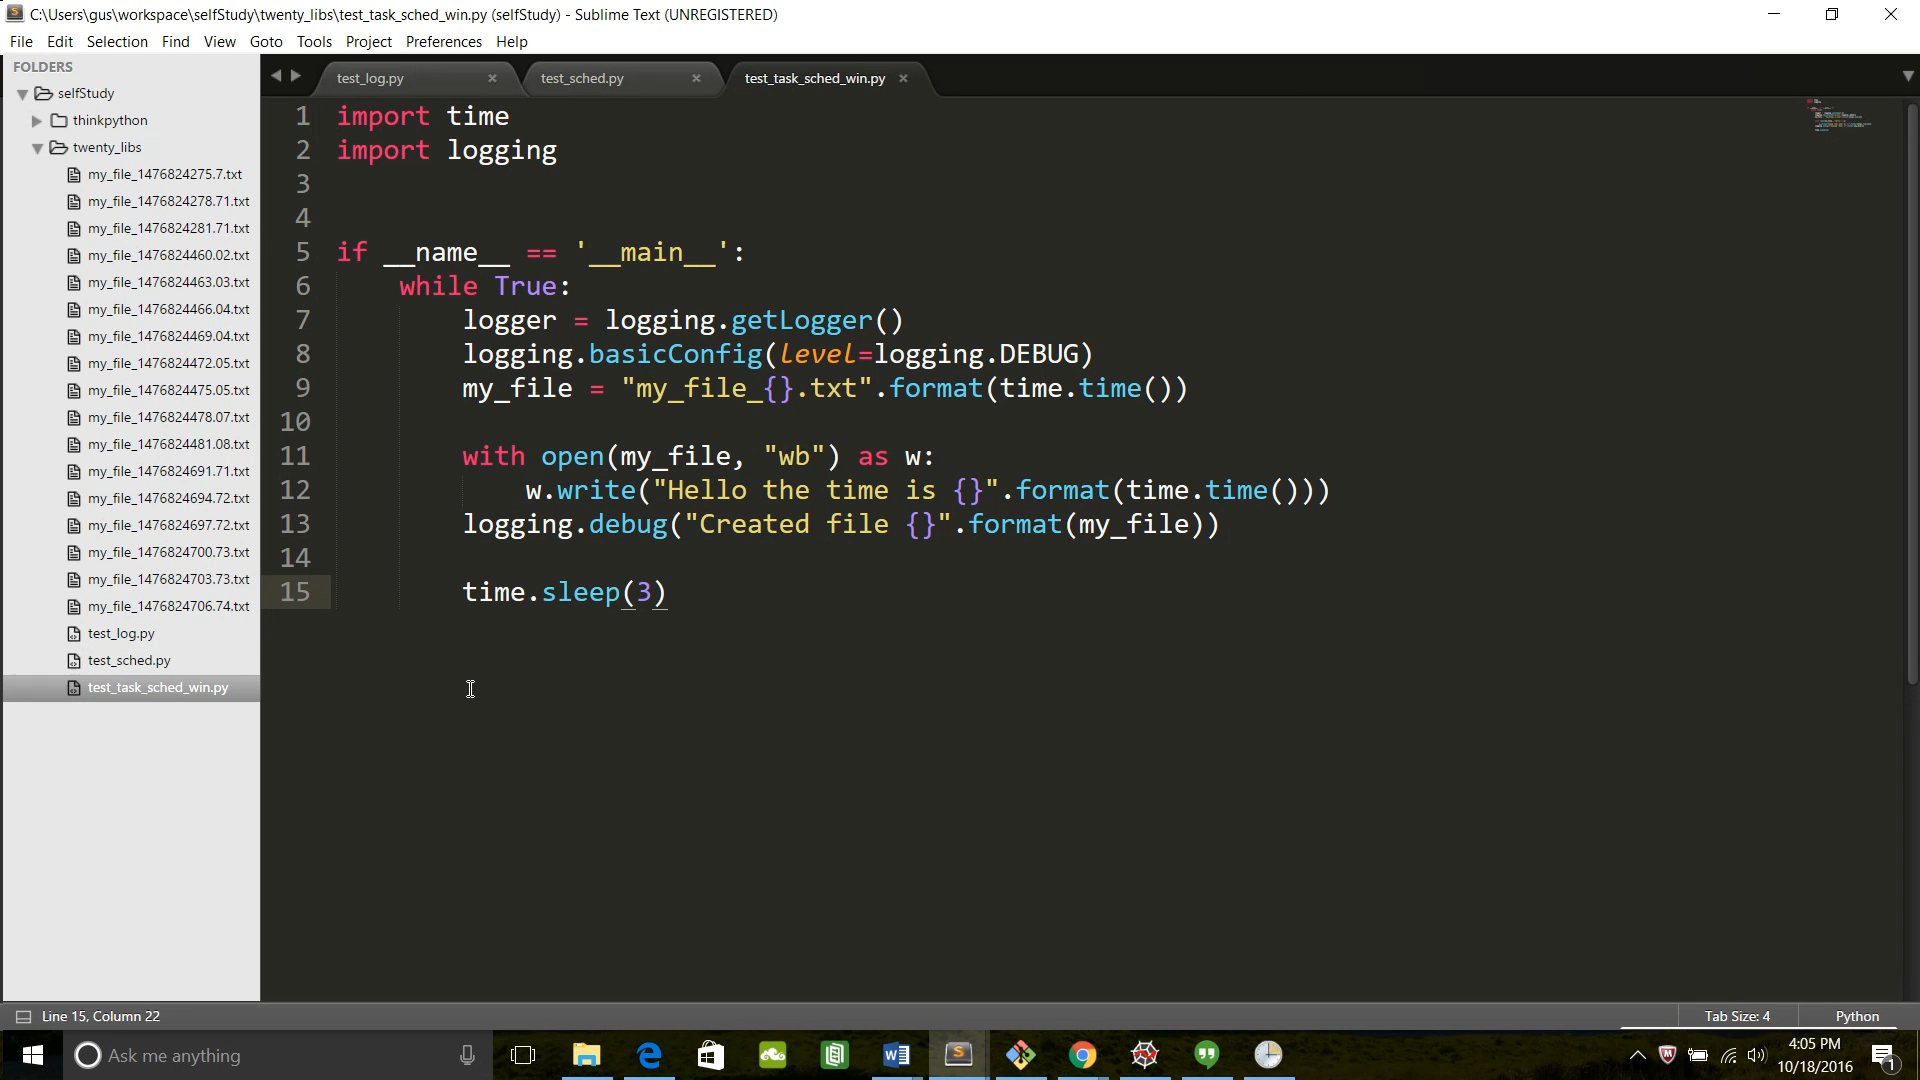 C:\Users\gus\workspace\selfStudy\twenty_libs\test_task_sched_win.py (selfStudy) - Sublime Text (UNREGISTERED)
File Edit Selection Find View Goto Tools Project Preferences Help
FOLDERS
selfStudy
thinkpython
twenty_libs
my_file_1476824275.7.txt
my_file_1476824278.71.txt
my_file_1476824281.71.txt
my_file_1476824460.02.txt
my_file_1476824463.03.txt
my_file_1476824466.04.txt
my_file_1476824469.04.txt
my_file_1476824472.05.txt
my_file_1476824475.05.txt
my_file_1476824478.07.txt
my_file_1476824481.08.txt
my_file_1476824691.71.txt
my_file_1476824694.72.txt
my_file_1476824697.72.txt
my_file_1476824700.73.txt
my_file_1476824703.73.txt
my_file_1476824706.74.txt
test_log.py
test_sched.py
test_task_sched_win.py
test_log.py test_sched.py test_task_sched_win.py
1 import time
2 import logging
3
4
5 if __name__ == '__main__':
6 while True:
7 logger = logging.getLogger()
8 logging.basicConfig(level=logging.DEBUG)
9 my_file = "my_file_{}.txt".format(time.time())
10
11 with open(my_file, "wb") as w:
12 w.write("Hello the time is {}".format(time.time()))
13 logging.debug("Created file {}".format(my_file))
14
15 time.sleep(3)
Line 15, Column 22 Tab Size: 4 Python
Ask me anything
4:05 PM
10/18/2016
1